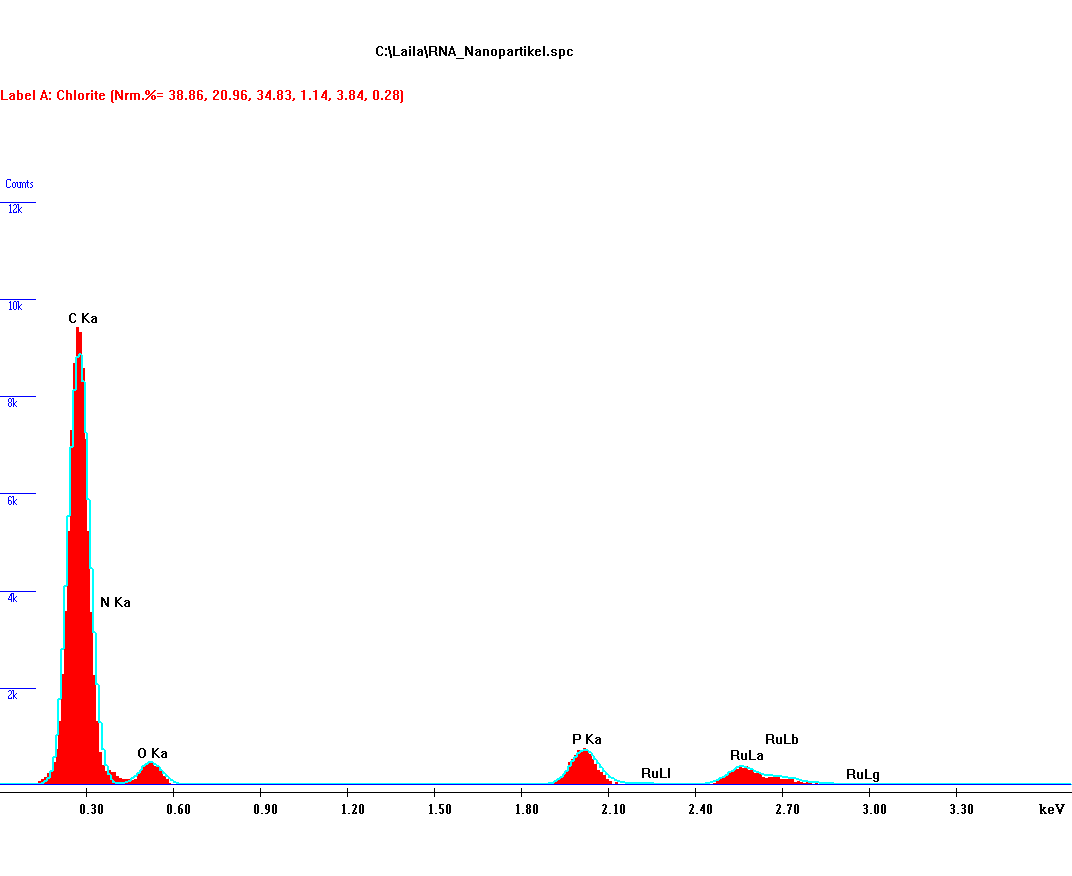 C:\Laila\RNA_Nanopartikel.spc
Label A: Chlorite (Nrm.%= 38.86, 20.96, 34.83, 1.14, 3.84, 0.28)
Counts
12k
10k
C Ka
8k
6k
4k
N Ka
2k
O Ka
P Ka
RuLl
RuLa
RuLb
RuLg
0.30 0.60 0.90 1.20 1.50 1.80 2.10 2.40 2.70 3.00 3.30 keV